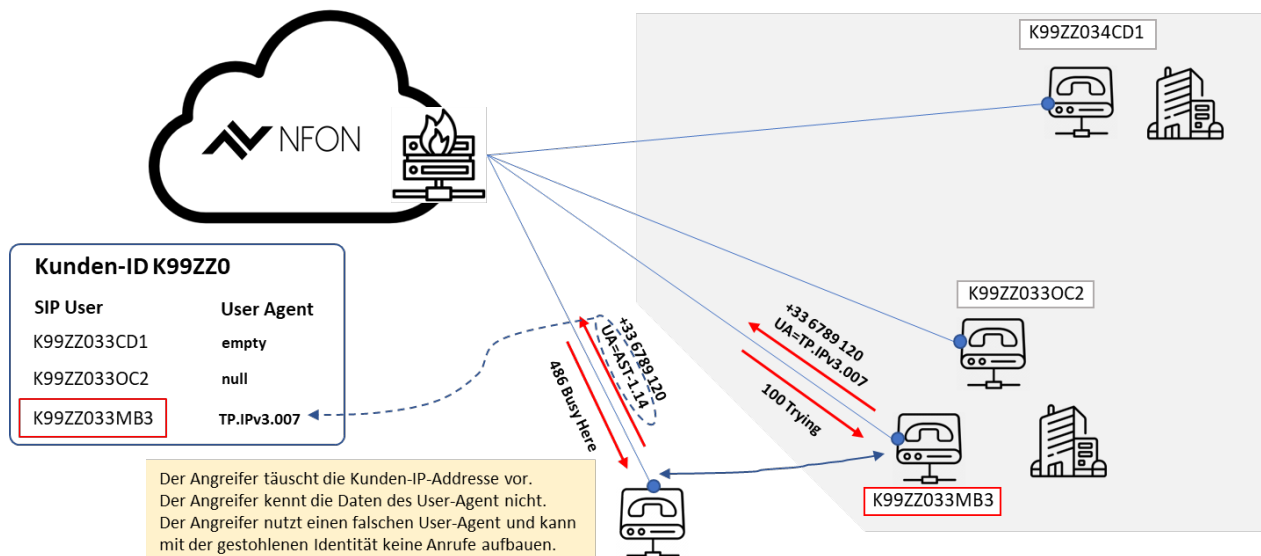 K99ZZ034CD1
NFON
Kunden-ID K99ZZ0
SIP User User Agent
K99ZZ033CD1 empty
K99ZZ033OC2 null
K99ZZ033MB3 TP.IPv3.007
+33 6789 120
UA=AST-1.14
486 Busy Here
K99ZZ033OC2
+33 6789 120
UA=TP.IPv3.007
100 Trying
K99ZZ033MB3
Der Angreifer täuscht die Kunden-IP-Addresse vor.
Der Angreifer kennt die Daten des User-Agent nicht.
Der Angreifer nutzt einen falschen User-Agent und kann
mit der gestohlenen Identität keine Anrufe aufbauen.